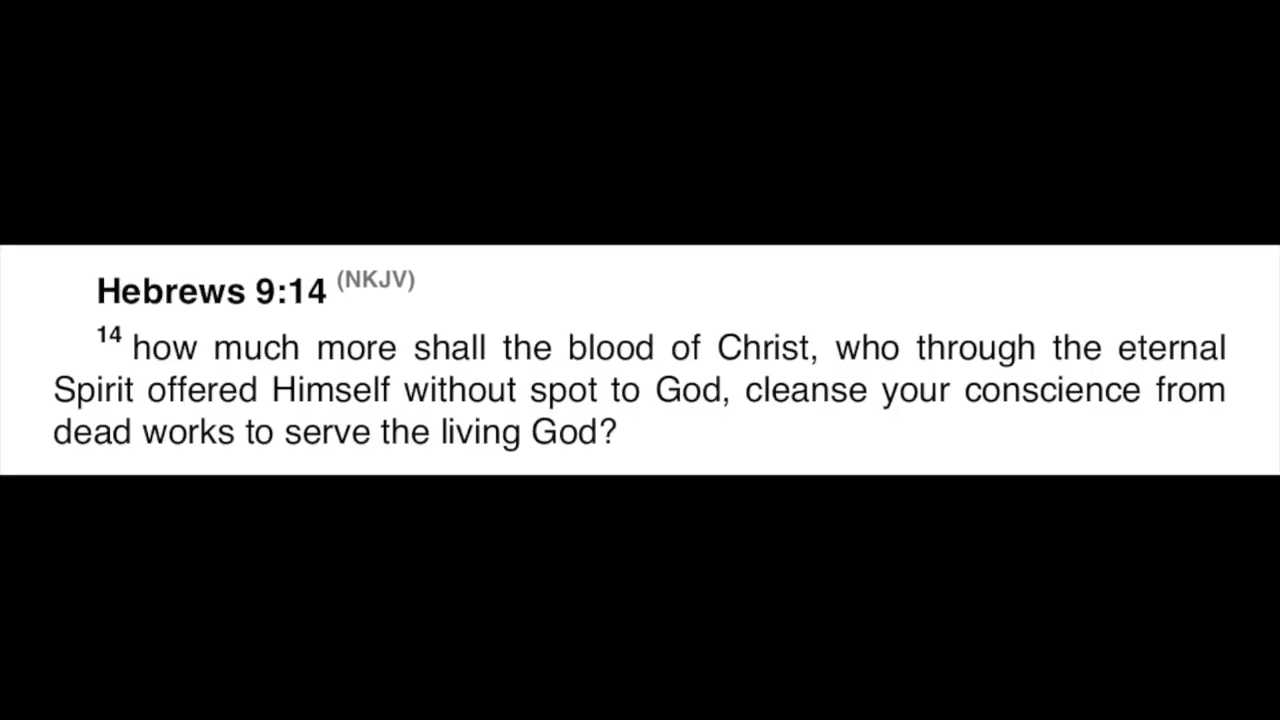 Hebrews 9:14 (NKJV)
14 how much more shall the blood of Christ, who through the eternal
Spirit offered Himself without spot to God, cleanse your conscience from
dead works to serve the living God?